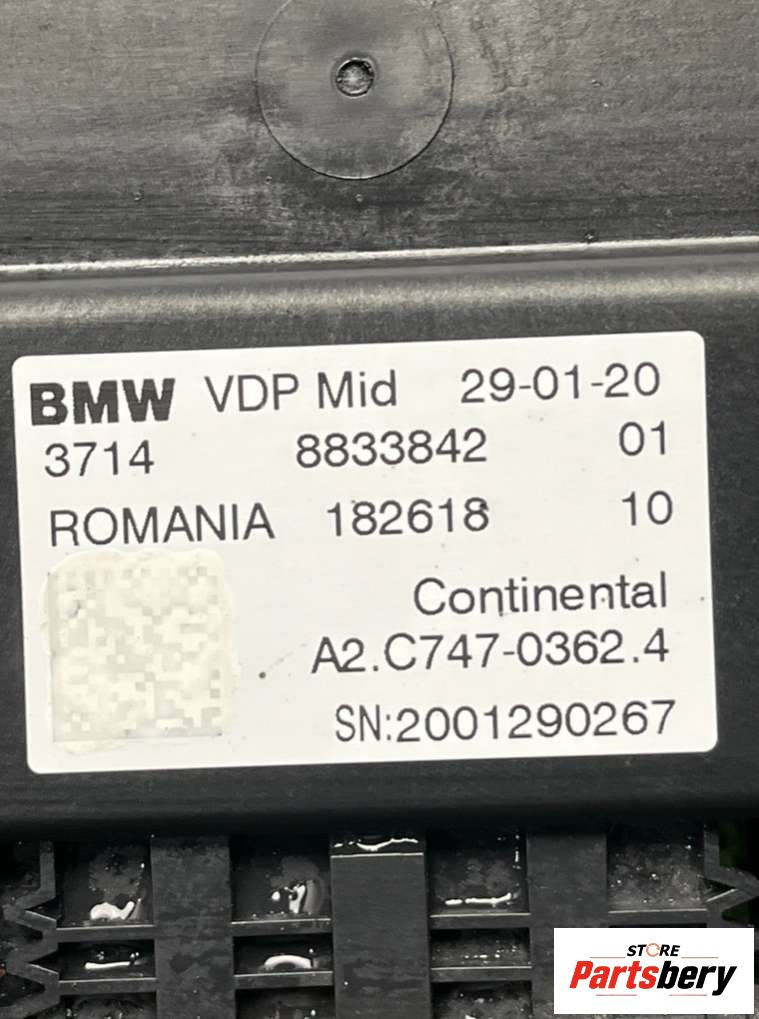 BMW VDP Mid 29-01-20
3714 8833842 01
ROMANIA 182618 10
Continental
A2.C747-0362.4
SN:2001290267
STORE
Partsbery